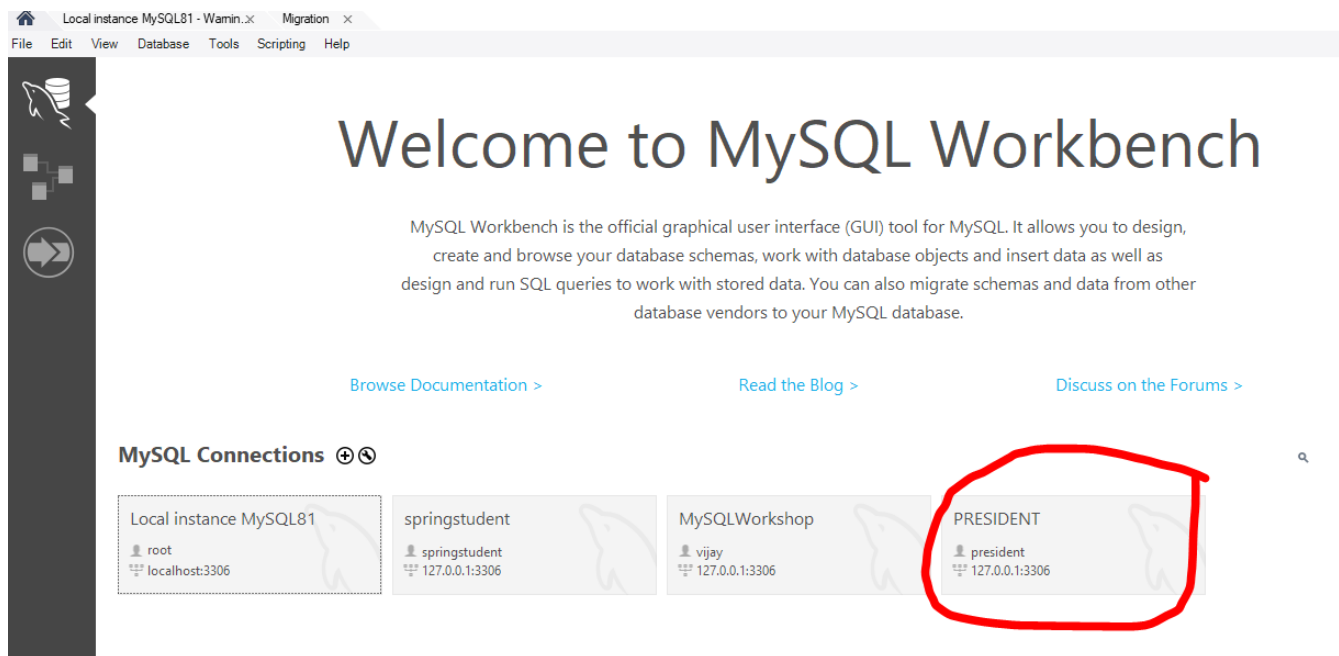 Local instance MySQL81 - Warnin.. x Migration x
File Edit View Database Tools Scripting Help
Welcome to MySQL Workbench
MySQL Workbench is the official graphical user interface (GUI) tool for MySQL. It allows you to design,
create and browse your database schemas, work with database objects and insert data as well as
design and run SQL queries to work with stored data. You can also migrate schemas and data from other
database vendors to your MySQL database.
Browse Documentation > Read the Blog > Discuss on the Forums >
MySQL Connections
Local instance MySQL81 springstudent MySQLWorkshop PRESIDENT
root springstudent vijay president
localhost:3306 127.0.0.1:3306 127.0.0.1:3306 127.0.0.1:3306